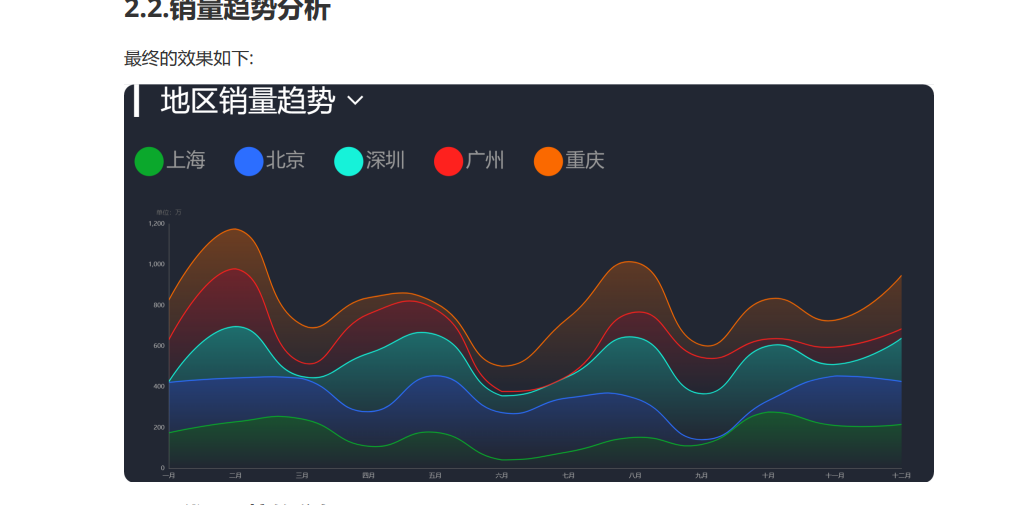 2.2.销量趋势分析
最终的效果如下:
地区销量趋势
上海 北京 深圳 广州 重庆
单位：万
1,200
1,000
800
600
400
200
0
一月 二月 三月 四月 五月 六月 七月 八月 九月 十月 十一月 十二月